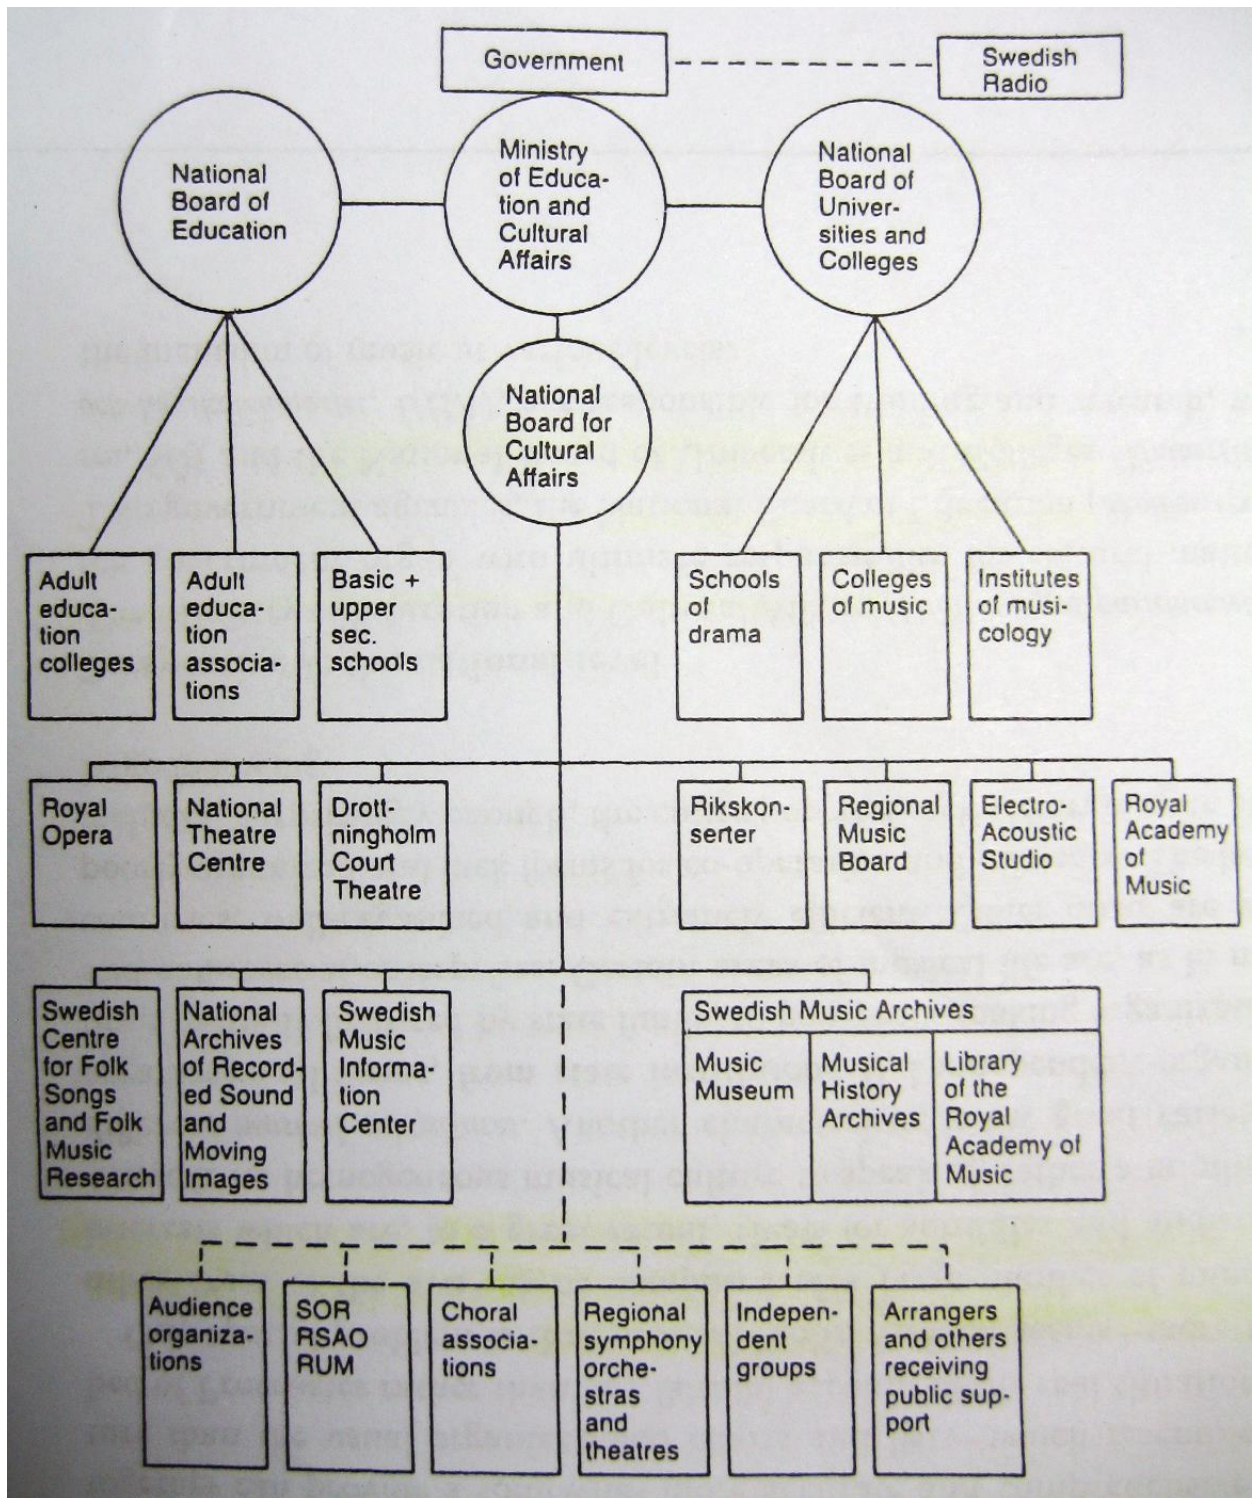 Government
Swedish
Radio
National
Board of
Education
Ministry
of Educa-
tion and
Cultural
Affairs
National
Board of
Univer-
sities and
Colleges
National
Board for
Cultural
Affairs
Adult
educa-
tion
colleges
Adult
educa-
tion
associa-
tions
Basic +
upper
sec.
schools
Schools
of
drama
Colleges
of music
Institutes
of musi-
cology
Royal
Opera
National
Theatre
Centre
Drott-
ningholm
Court
Theatre
Rikskon-
serter
Regional
Music
Board
Electro-
Acoustic
Studio
Royal
Academy
of
Music
Swedish
Centre
for Folk
Songs
and Folk
Music
Research
National
Archives
of Record-
ed Sound
and
Moving
Images
Swedish
Music
Informa-
tion
Center
Swedish Music Archives
Music
Museum
Musical
History
Archives
Library
of the
Royal
Academy of
Music
Audience
organiza-
tions
SOR
RSAO
RUM
Choral
associa-
tions
Regional
symphony
orche-
stras
and
theatres
Indepen-
dent
groups
Arrangers
and others
receiving
public sup-
port